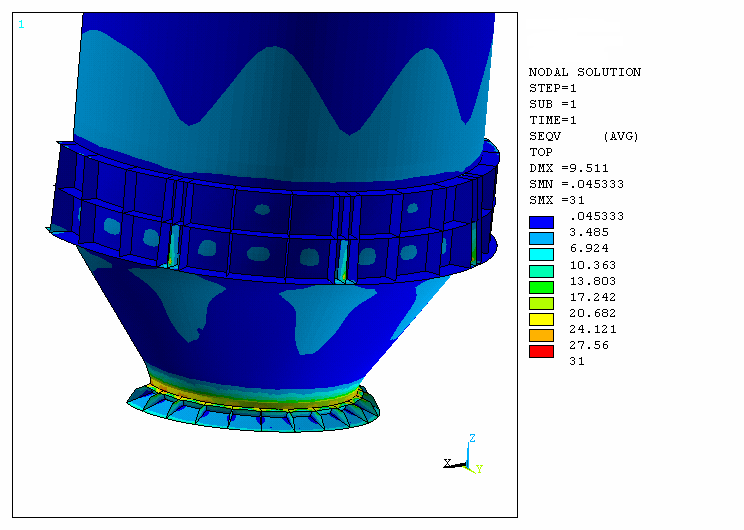 1
NODAL SOLUTION
STEP=1
SUB =1
TIME=1
SEQV (AVG)
TOP
DMX =9.511
SMN =.045333
SMX =31
.045333
3.485
6.924
10.363
13.803
17.242
20.682
24.121
27.56
31
Z
X
Y